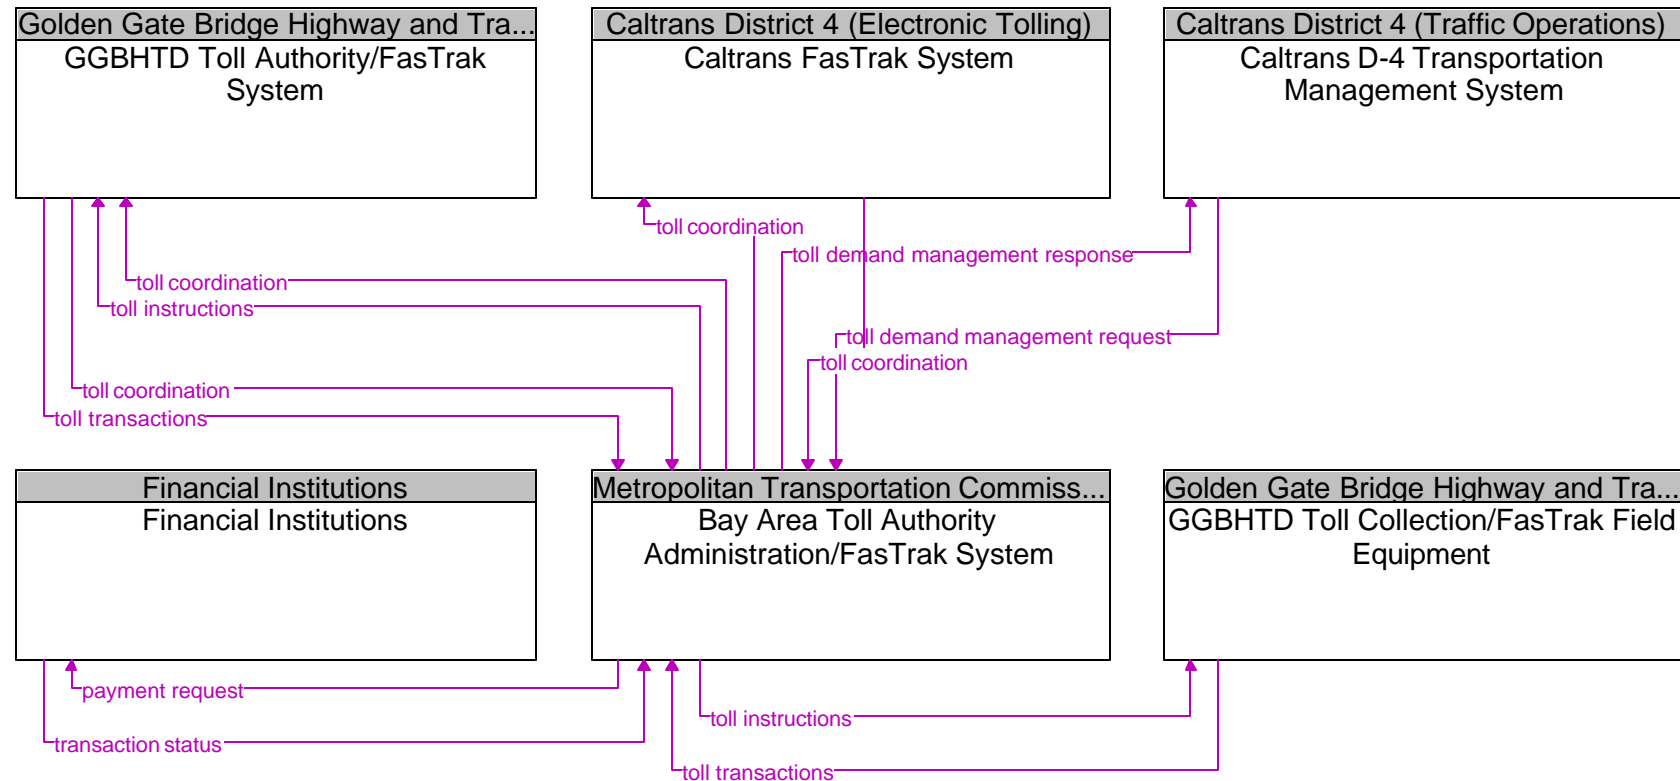 Golden Gate Bridge Highway and Tra...
GGBHTD Toll Authority/FasTrak
System
Caltrans District 4 (Electronic Tolling)
Caltrans FasTrak System
Caltrans District 4 (Traffic Operations)
Caltrans D-4 Transportation
Management System
toll coordination
toll demand management response
toll coordination
toll instructions
toll demand management request
toll coordination
toll coordination
toll transactions
Financial Institutions
Financial Institutions
Metropolitan Transportation Commiss...
Bay Area Toll Authority
Administration/FasTrak System
Golden Gate Bridge Highway and Tra...
GGBHTD Toll Collection/FasTrak Field
Equipment
payment request
toll instructions
transaction status
toll transactions